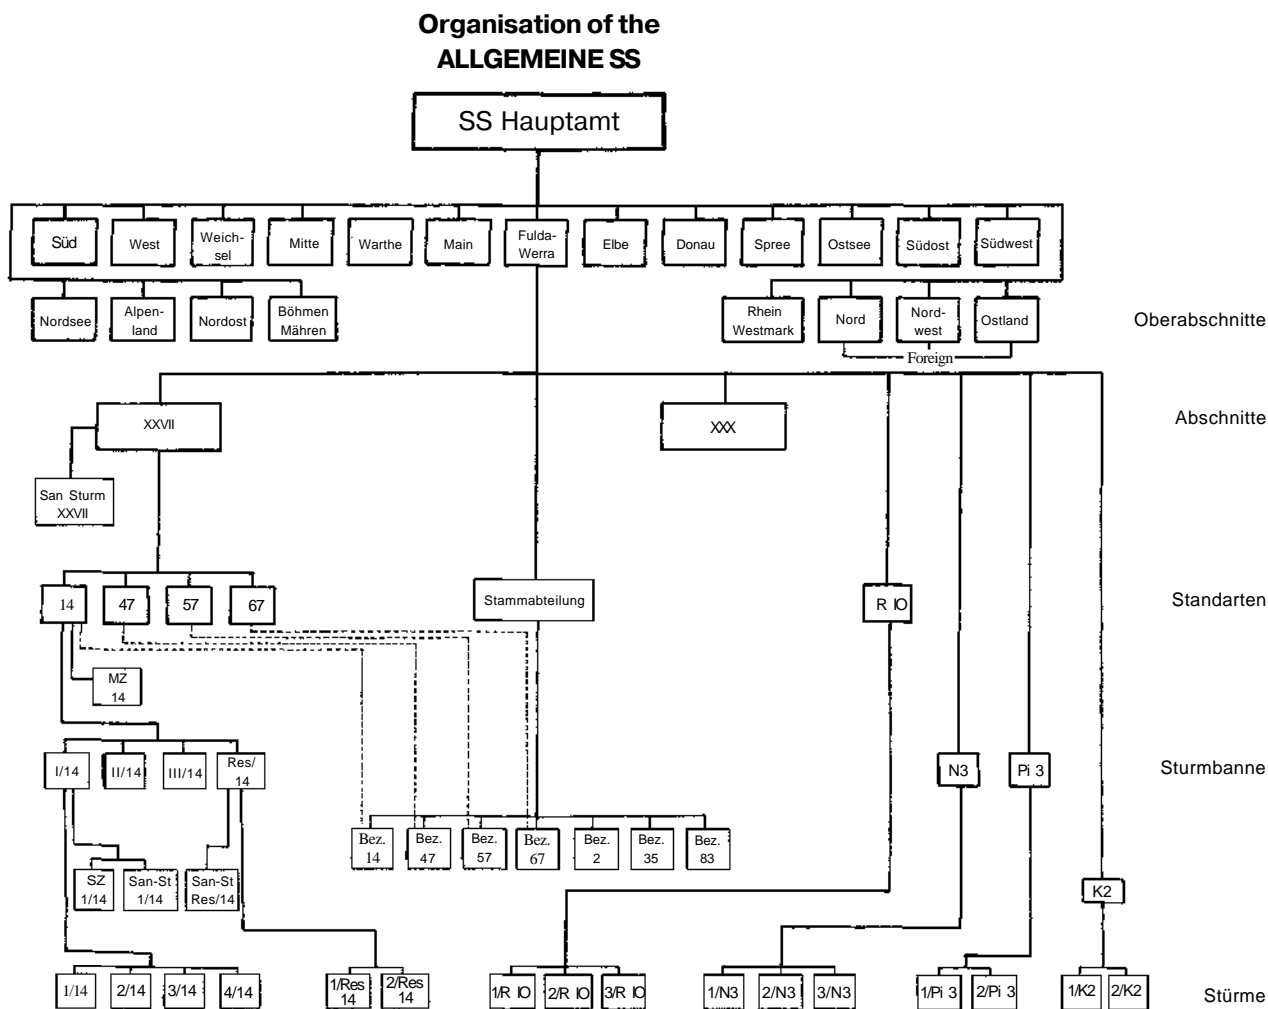 Organisation of the
ALLGEMEINE SS
SS Hauptamt
Süd
West
Weich-
sel
Mitte
Warthe
Main
Fulda-
Werra
Elbe
Donau
Spree
Ostsee
Südost
Südwest
Nordsee
Alpen-
land
Nordost
Böhmen
Mähren
Rhein
Westmark
Nord
Nord-
west
Ostland
Oberabschnitte
Foreign
XXVII
XXX
Abschnitte
San Sturm
XXVII
14
47
57
67
Stammabteilung
R IO
Standarten
MZ
14
I/14
II/14
III/14
Res/
14
N3
Pi 3
Sturmbanne
Bez.
14
Bez.
47
Bez.
57
Bez.
67
Bez.
2
Bez.
35
Bez.
83
SZ
1/14
San-St
1/14
San-St
Res/14
K2
1/14
2/14
3/14
4/14
1/Res
14
2/Res
14
1/R IO
2/R IO
3/R IO
1/N3
2/N3
3/N3
1/Pi 3
2/Pi 3
1/K2
2/K2
Stürme